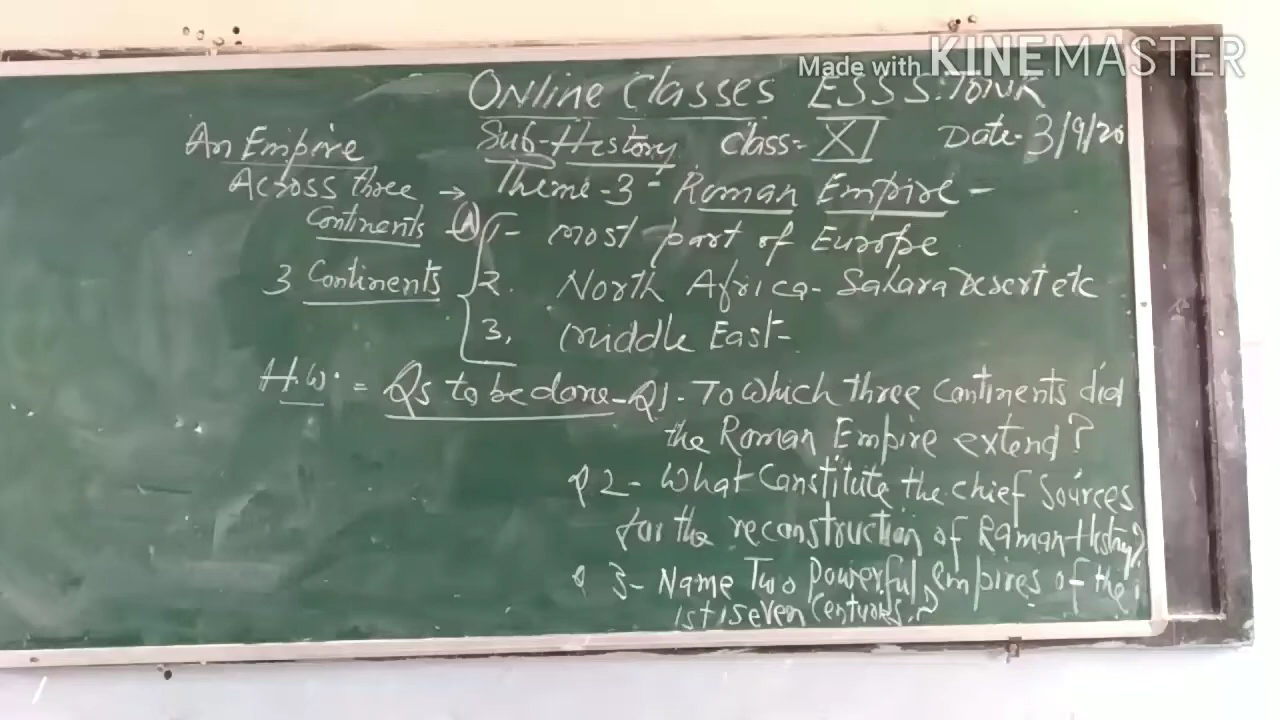 Made with KINEMASTER
Online Classes ESSS: TONK
An Empire Sub-History Class= XI Date- 3/9/20
Across three → Theme-3- Roman Empire-
Continents - (A) 1- most part of Europe
3 Continents 2. North Africa- Sahara Desert etc
3. middle East-
H.W. = Qs to be done- Q1- To which three Continents did
the Roman Empire extend?
Q 2- What Constitute the chief Sources
for the reconstruction of Raman History?
3- Name Two Powerful empires of the
1st seven Centuries.?